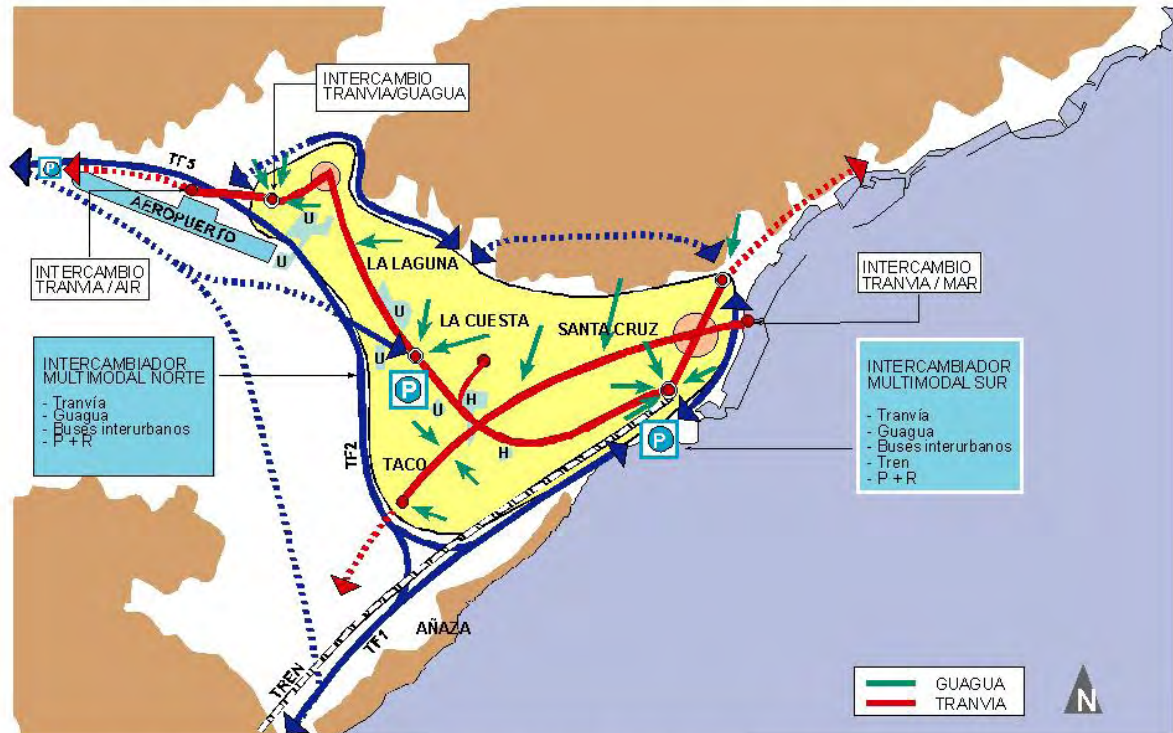 INTERCAMBIO
TRANVIA/GUAGUA
P
TF5
AEROPUERTO
U
U
LA LAGUNA
INTERCAMBIO
TRANVIA / AIR
INTERCAMBIO
TRANVIA / MAR
U
LA CUESTA
SANTA CRUZ
U
P
U
H
H
TACO
TF2
P
INTERCAMBIADOR
MULTIMODAL NORTE
- Tranvía
- Guagua
- Buses interurbanos
- P + R
INTERCAMBIADOR
MULTIMODAL SUR
- Tranvía
- Guagua
- Buses interurbanos
- Tren
- P + R
AÑAZA
TF1
TREN
GUAGUA
TRANVIA
N